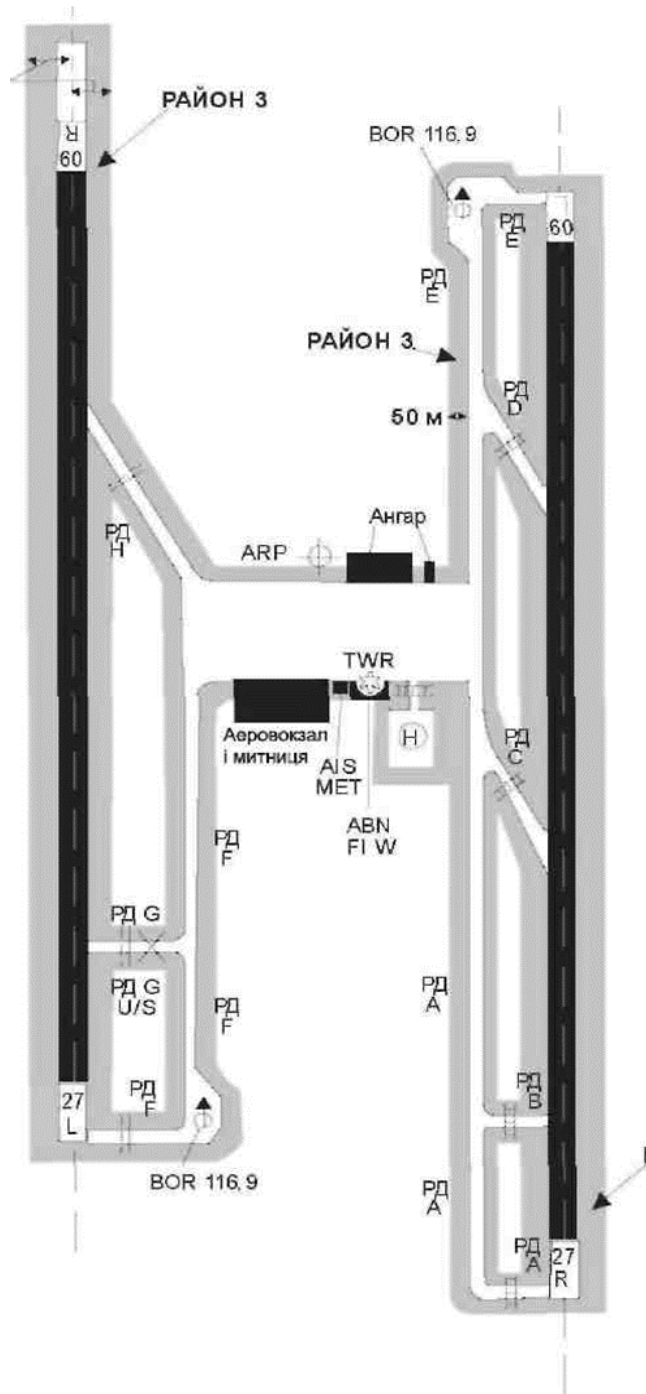 R
60
РАЙОН 3
BOR 116,9
60
РД
E
РД
E
РАЙОН 3
50 м
РД
D
Ангар
ARP
РД
H
TWR
H
Аеровокзал
і митниця
AIS
MET
ABN
FI W
РД
C
РД
F
РД G
РД G
U/S
РД
F
РД
A
РД
B
РД
F
27
L
BOR 116,9
РД
A
РД
A
27
R